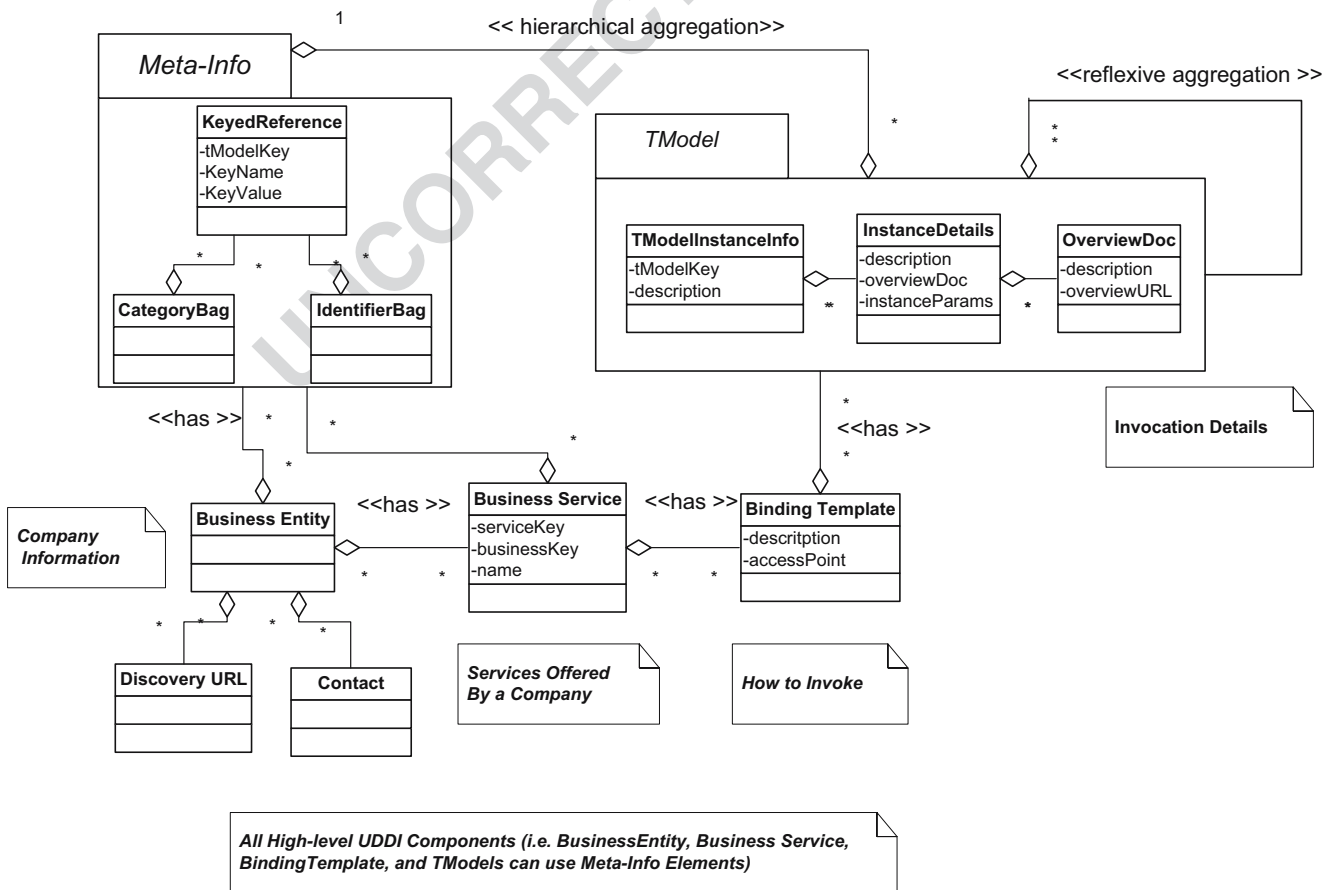 1
<< hierarchical aggregation>>
Meta-Info
<<reflexive aggregation >>
UNCORREC
KeyedReference
-tModelKey
-KeyName
-KeyValue
*
*
*
TModel
*
*
*
*
CategoryBag
IdentifierBag
TModelInstanceInfo
-tModelKey
-description
InstanceDetails
-description
-overviewDoc
-instanceParams
OverviewDoc
-description
-overviewURL
*
*
<<has >>
*
*
*
*
*
<<has >>
*
Invocation Details
Company
Information
Business Entity
<<has >>
Business Service
-serviceKey
-businessKey
-name
<<has >>
Binding Template
-descritption
-accessPoint
*
*
*
*
*
*
*
*
Discovery URL
Contact
Services Offered
By a Company
How to Invoke
All High-level UDDI Components (i.e. BusinessEntity, Business Service,
BindingTemplate, and TModels can use Meta-Info Elements)